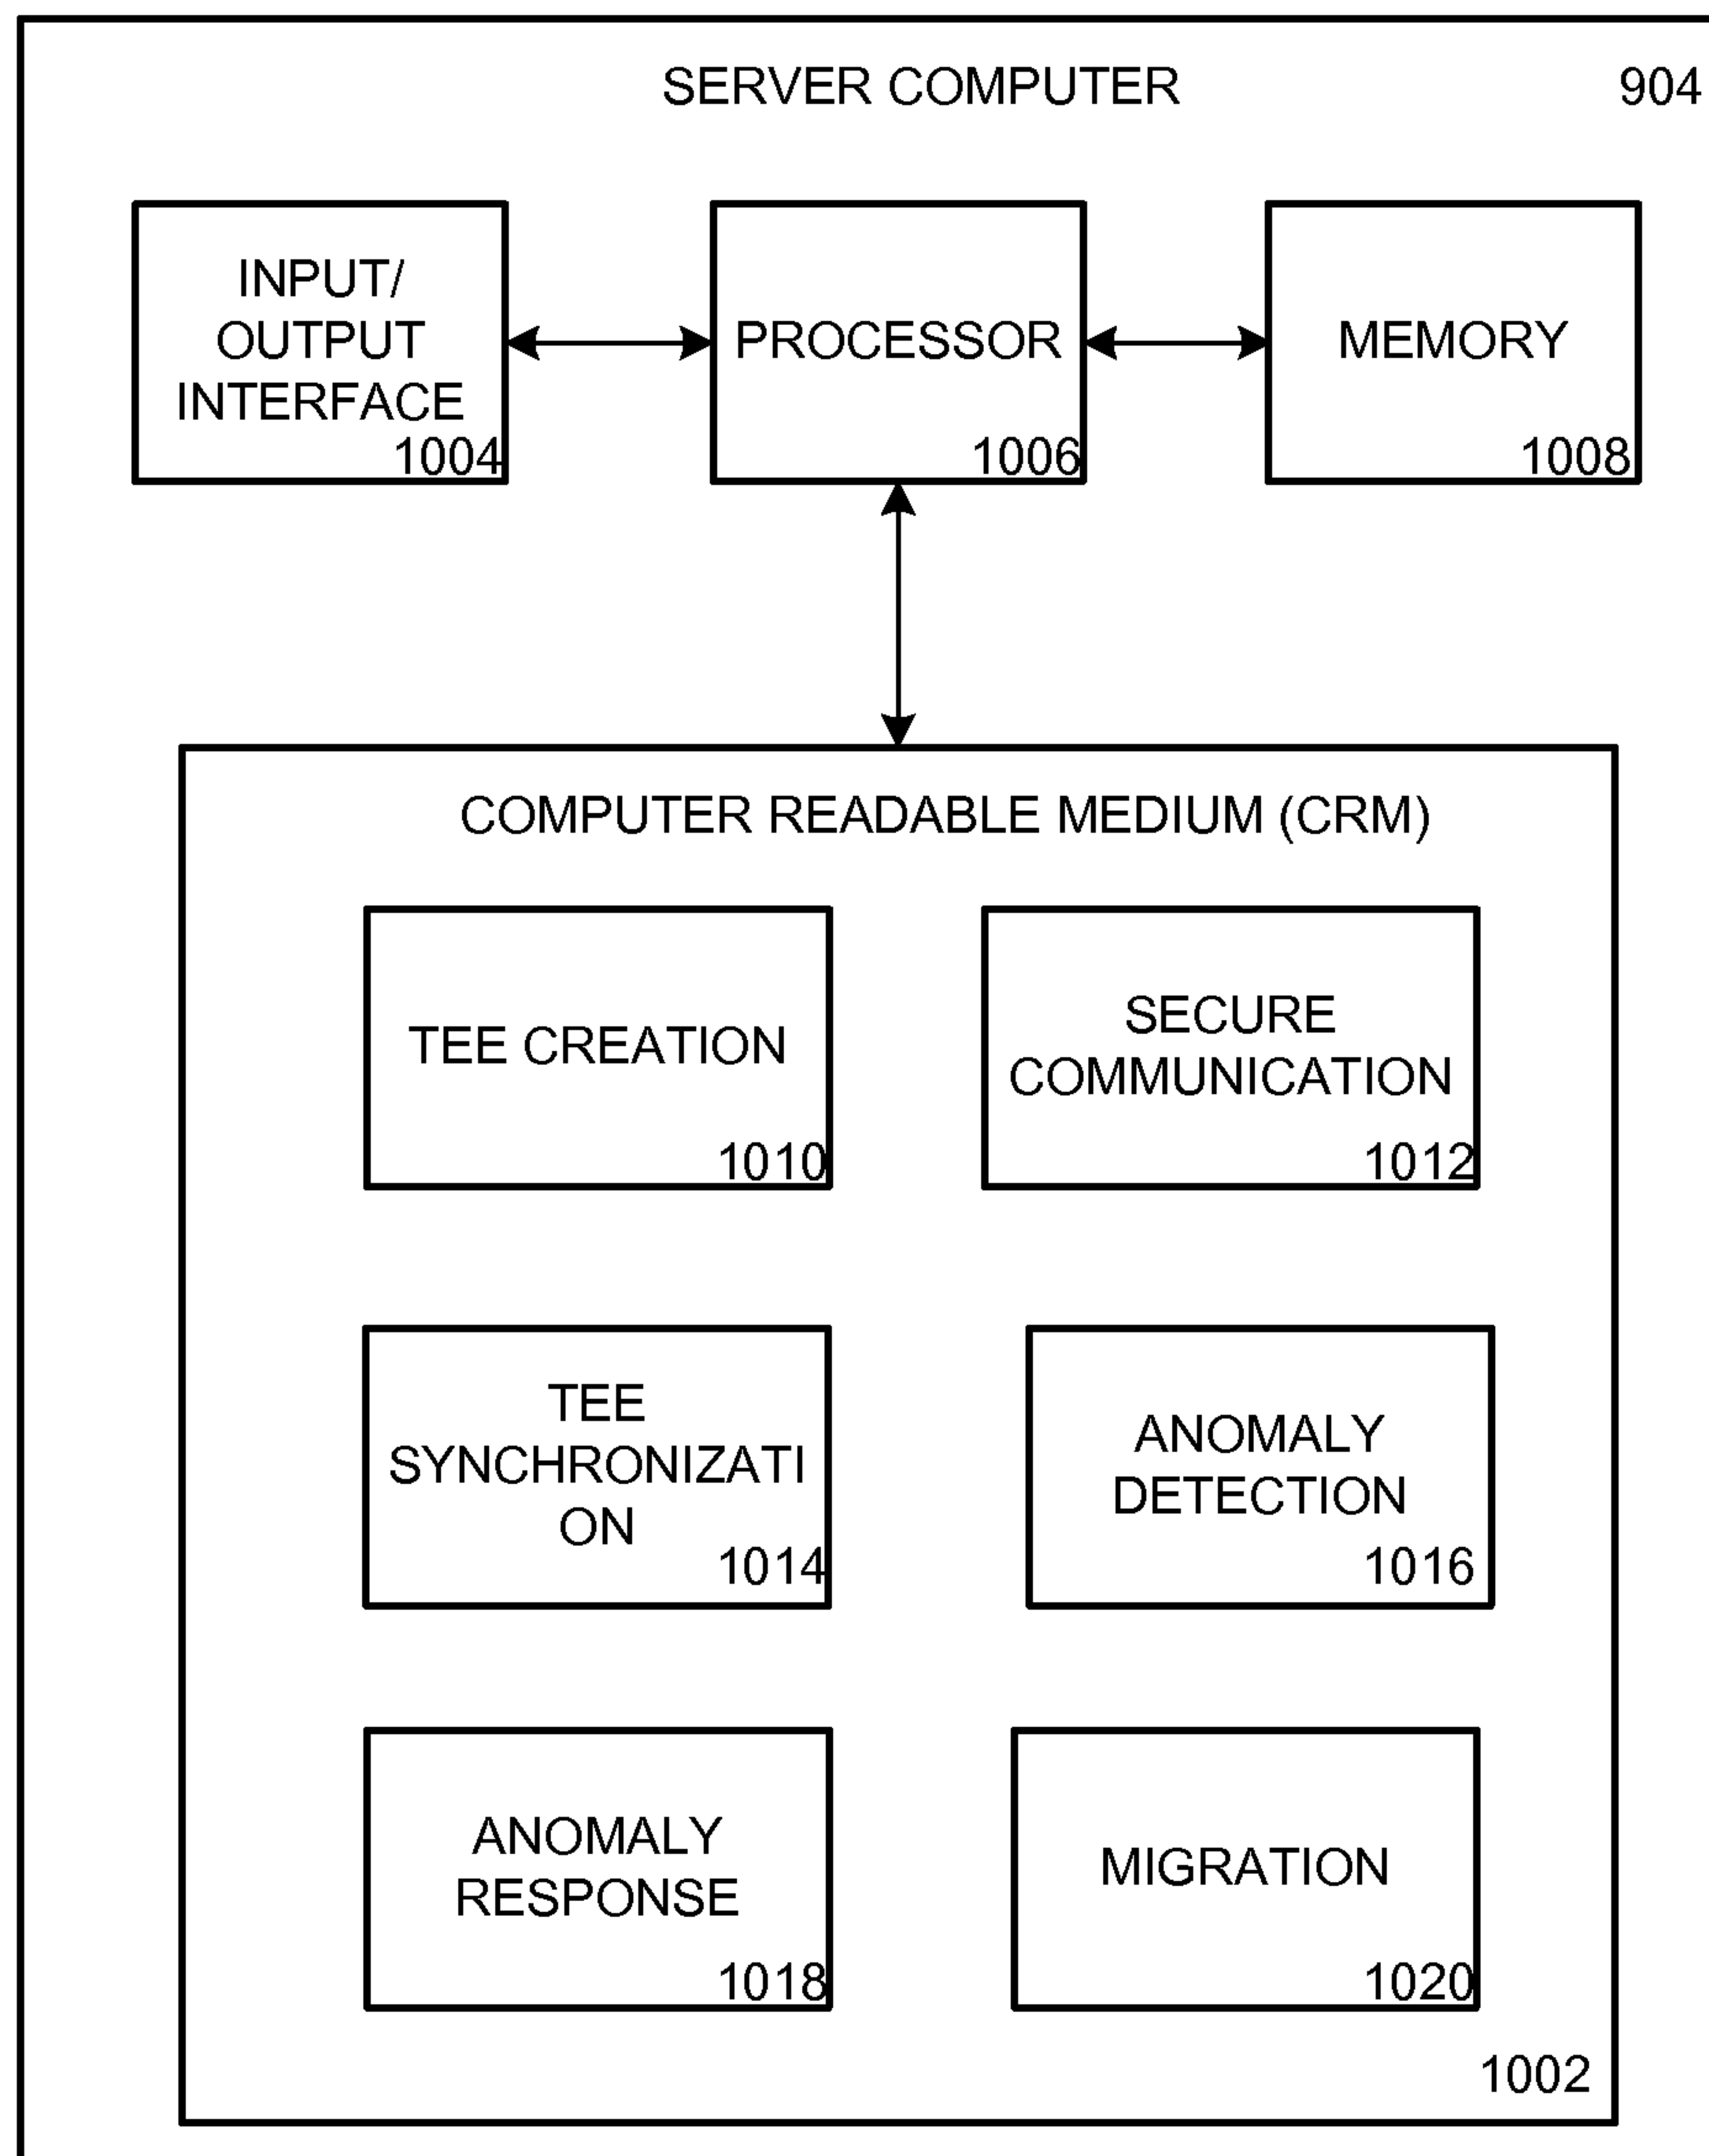 SERVER COMPUTER 904
INPUT/
OUTPUT
INTERFACE
1004
PROCESSOR
1006
MEMORY
1008
COMPUTER READABLE MEDIUM (CRM)
TEE CREATION
1010
SECURE
COMMUNICATION
1012
TEE
SYNCHRONIZATI
ON
1014
ANOMALY
DETECTION
1016
ANOMALY
RESPONSE
1018
MIGRATION
1020
1002